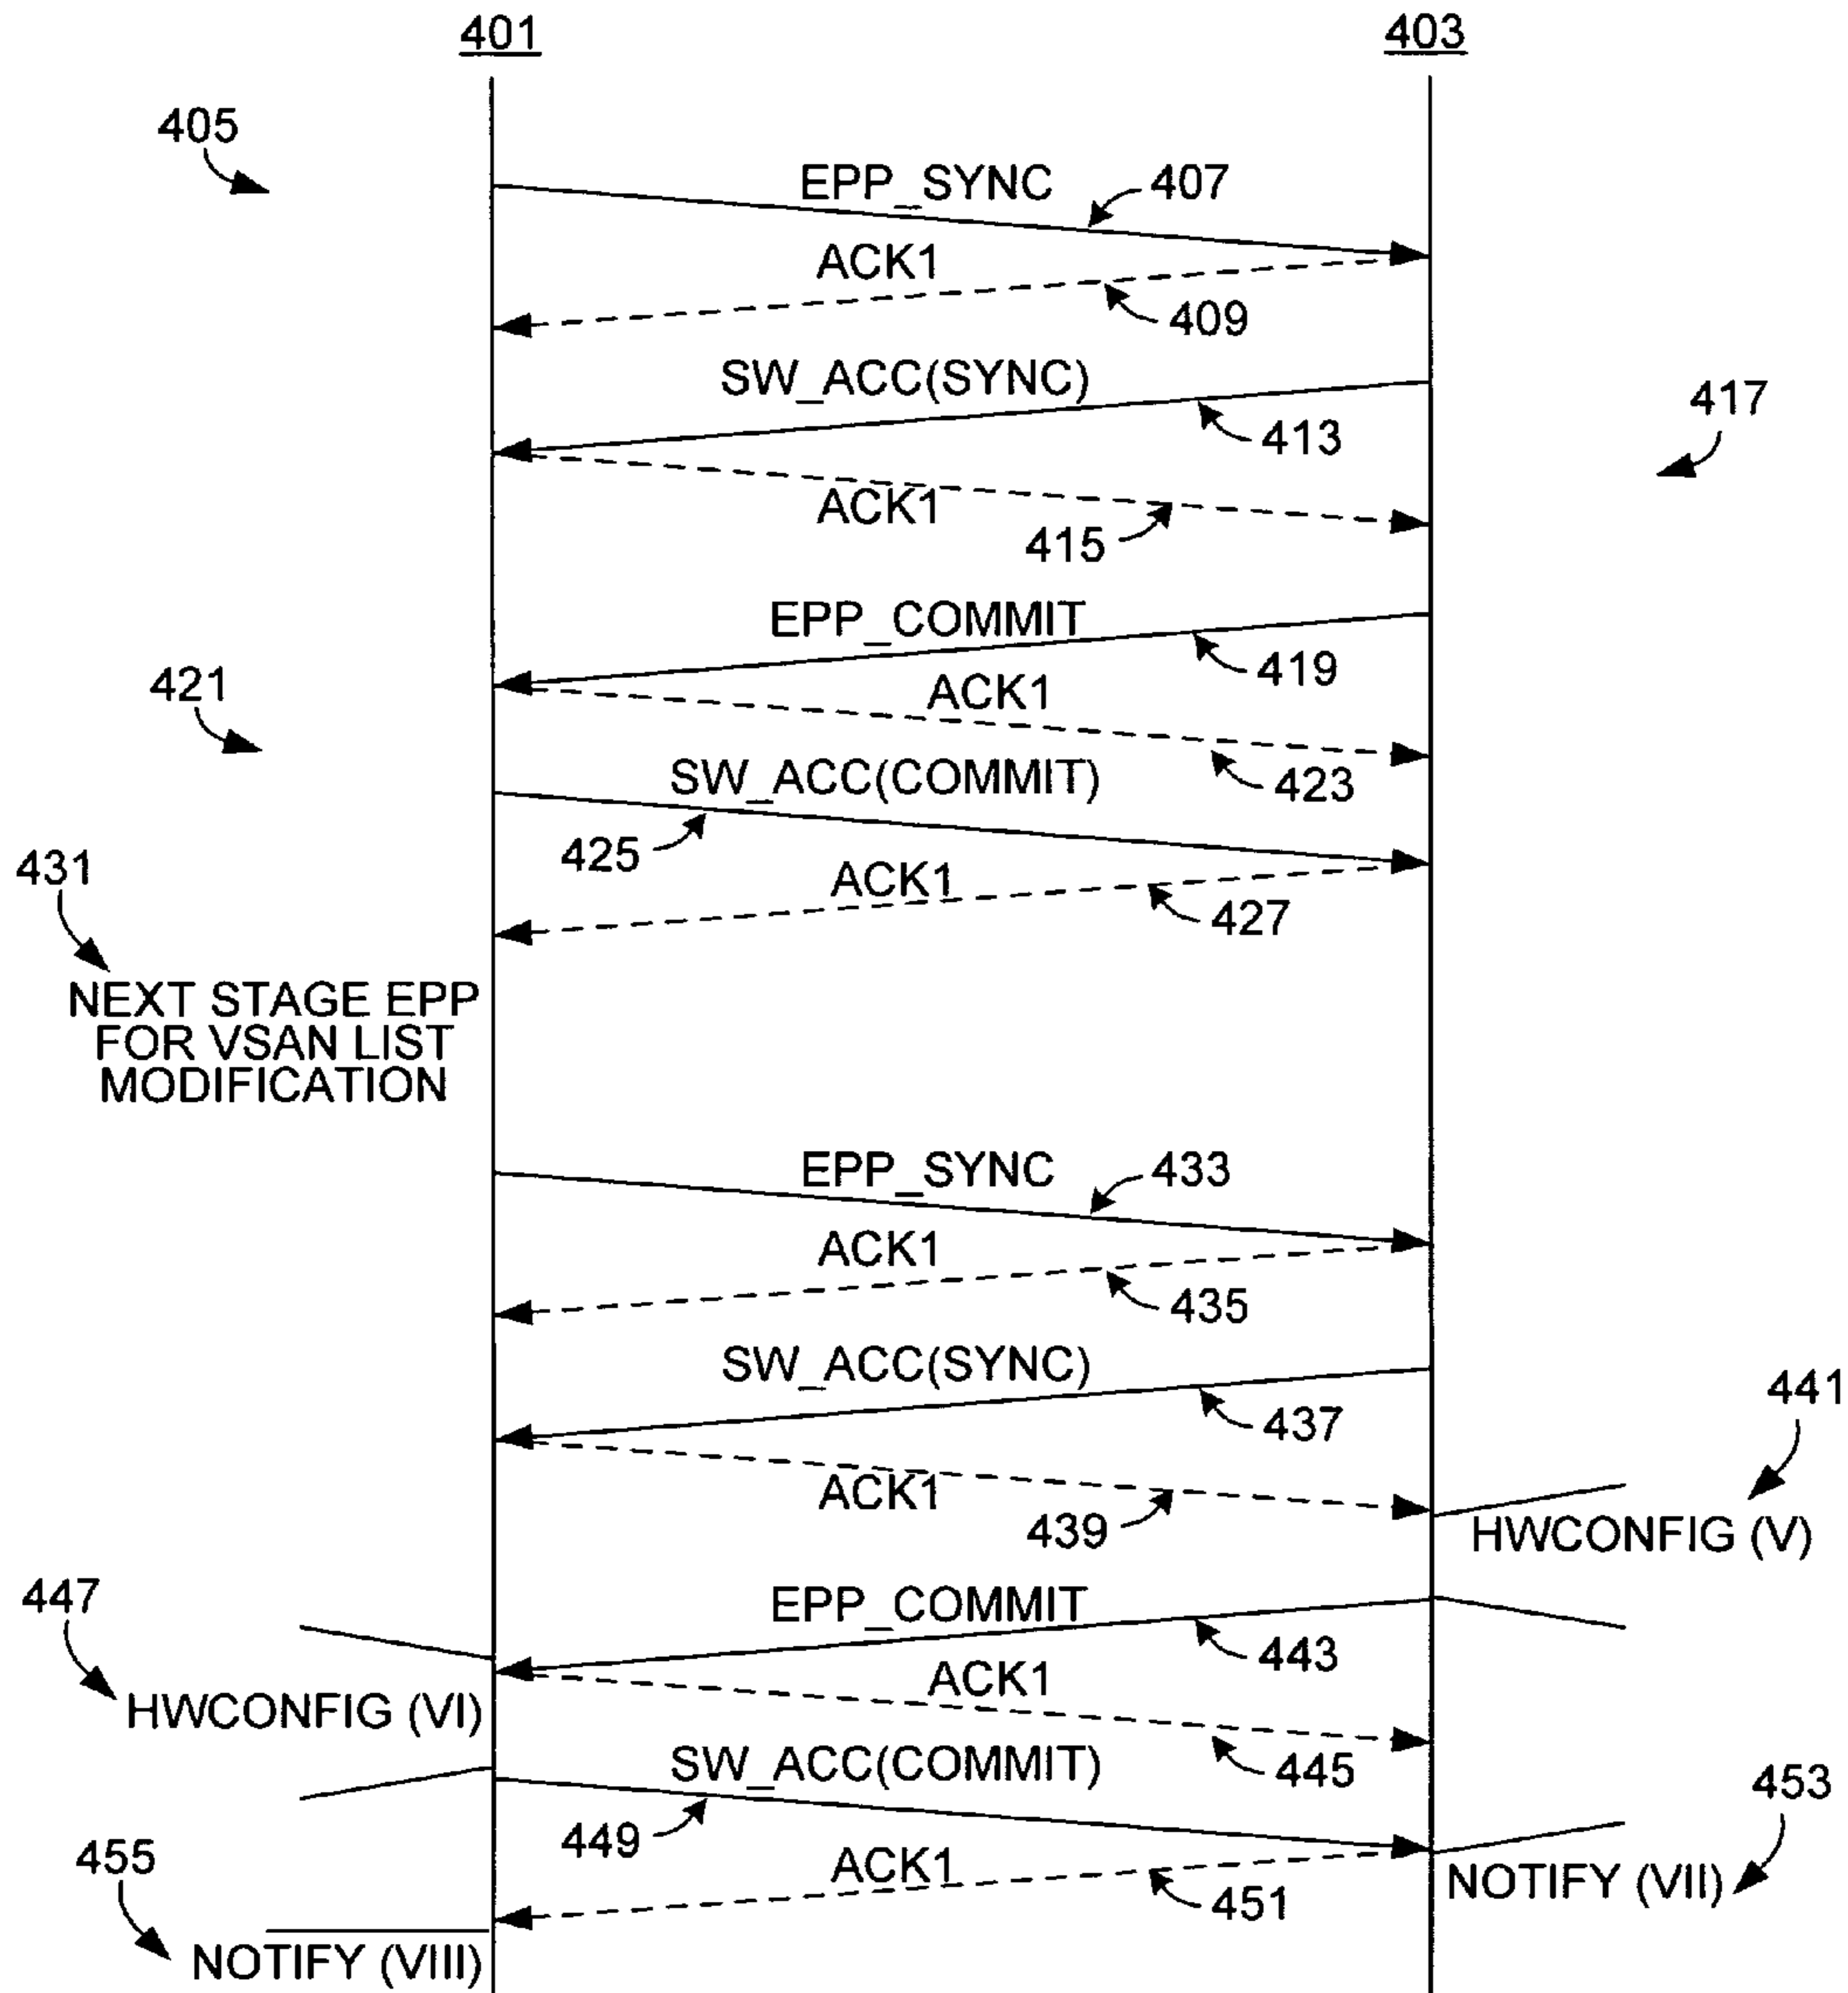 401
403
405
EPP_SYNC
407
ACK1
409
SW_ACC(SYNC)
413
417
ACK1
415
EPP_COMMIT
419
421
ACK1
423
SW_ACC(COMMIT)
425
431
ACK1
427
NEXT STAGE EPP
FOR VSAN LIST
MODIFICATION
EPP_SYNC
433
ACK1
435
SW_ACC(SYNC)
437
441
ACK1
439
HWCONFIG (V)
447
EPP_COMMIT
443
ACK1
HWCONFIG (VI)
445
SW_ACC(COMMIT)
449
453
455
ACK1
451
NOTIFY (VII)
NOTIFY (VIII)